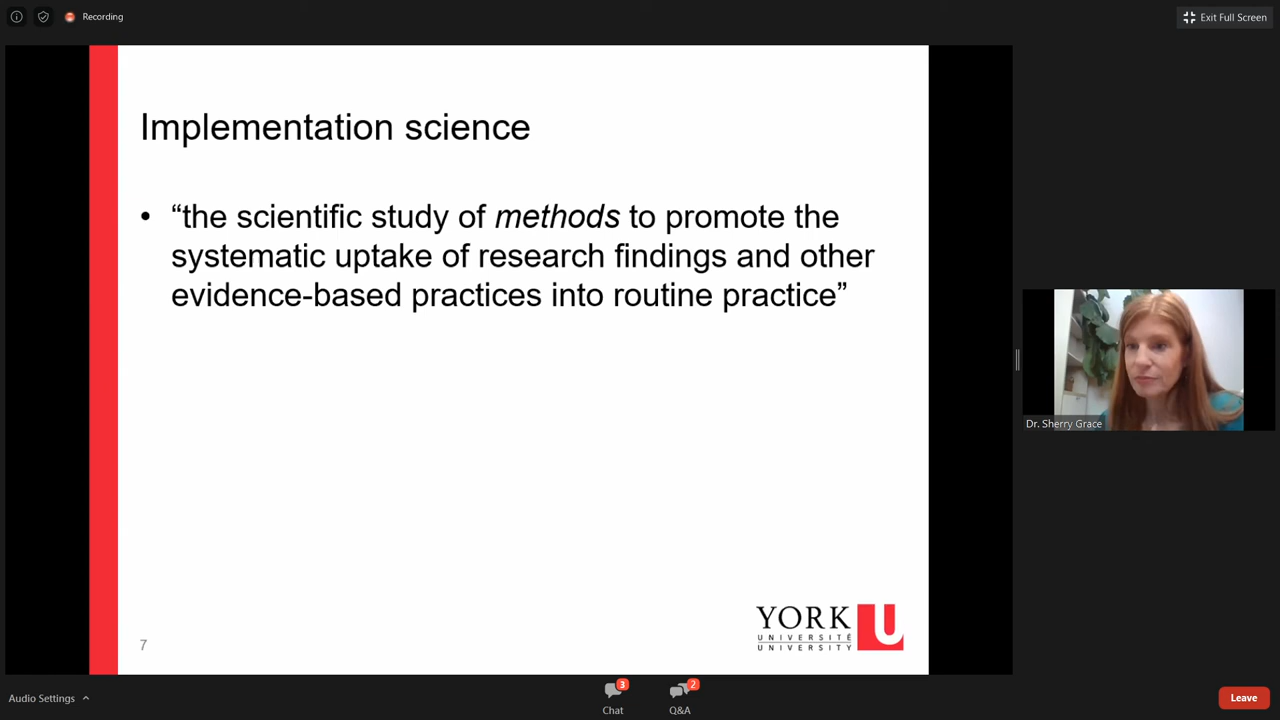 Recording
Exit Full Screen
Implementation science
• “the scientific study of methods to promote the
systematic uptake of research findings and other
evidence-based practices into routine practice”
Dr. Sherry Grace
YORK U
UNIVERSITÉ
UNIVERSITY
7
Audio Settings
3
Chat
2
Q&A
Leave